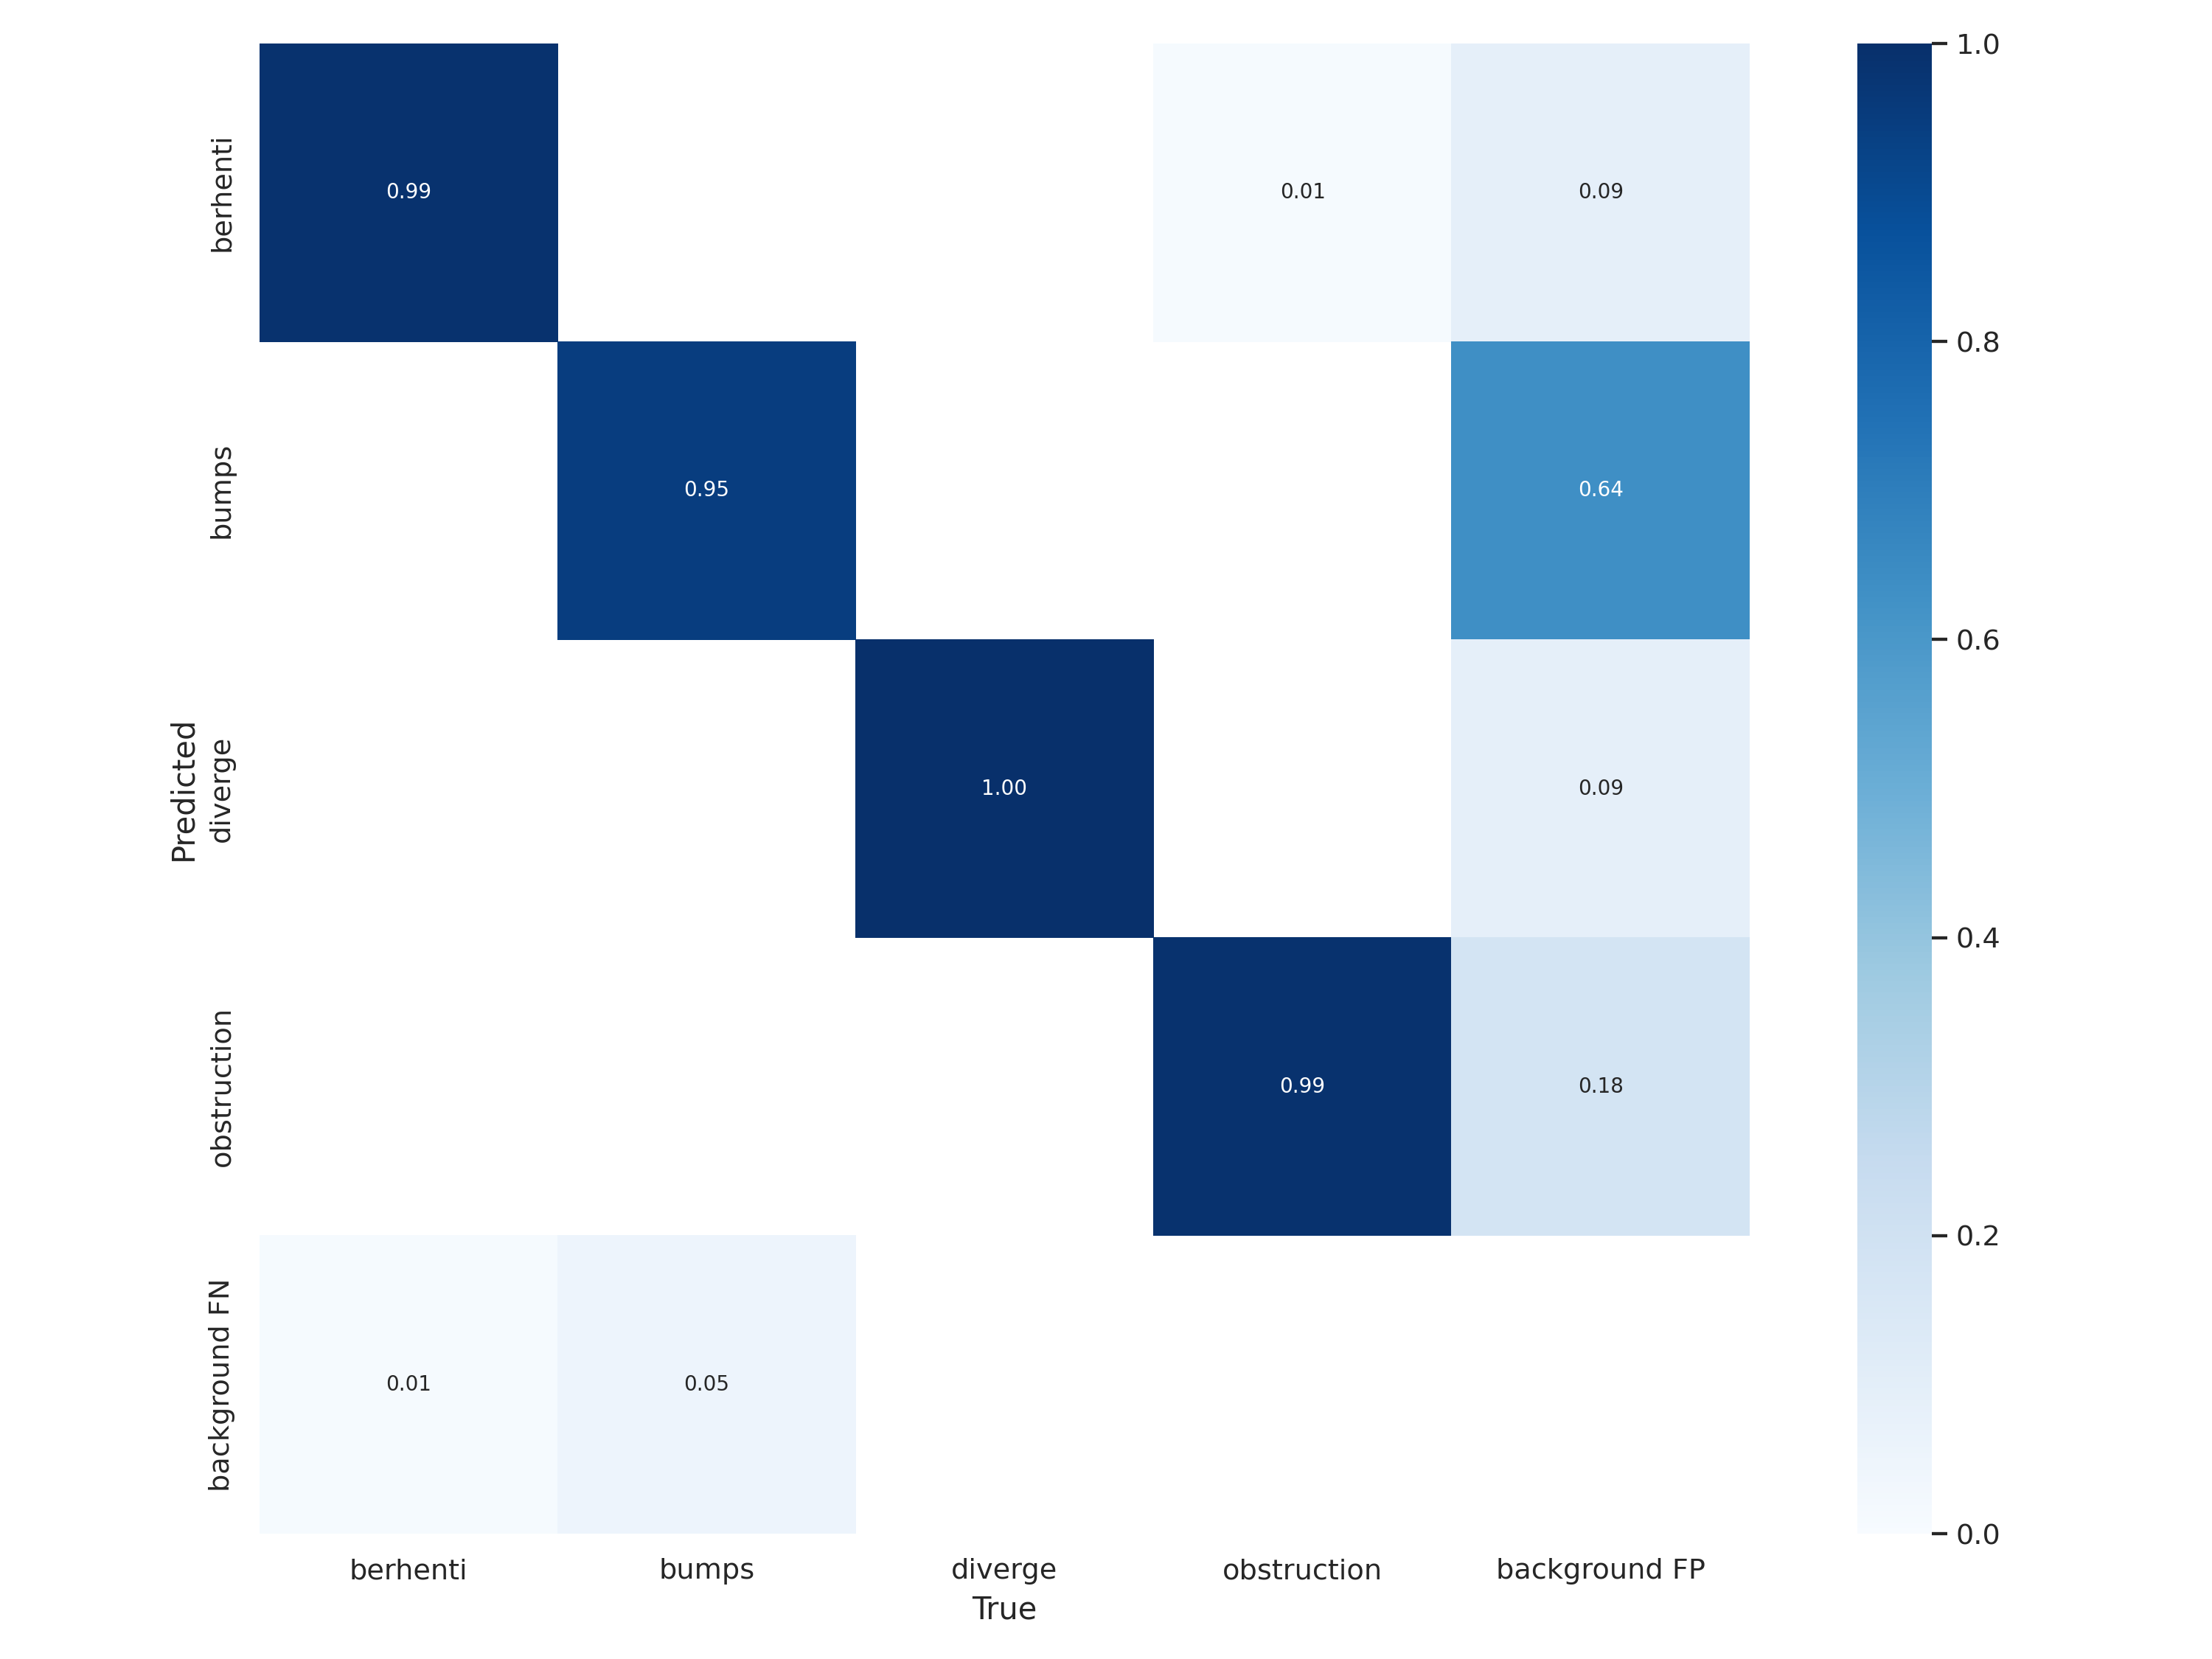 1.0
berhenti 0.99 0.01 0.09
0.8
bumps 0.95 0.64
0.6
Predicted
diverge 1.00 0.09
0.4
obstruction 0.99 0.18
0.2
background FN 0.01 0.05
0.0
berhenti bumps diverge obstruction background FP
True